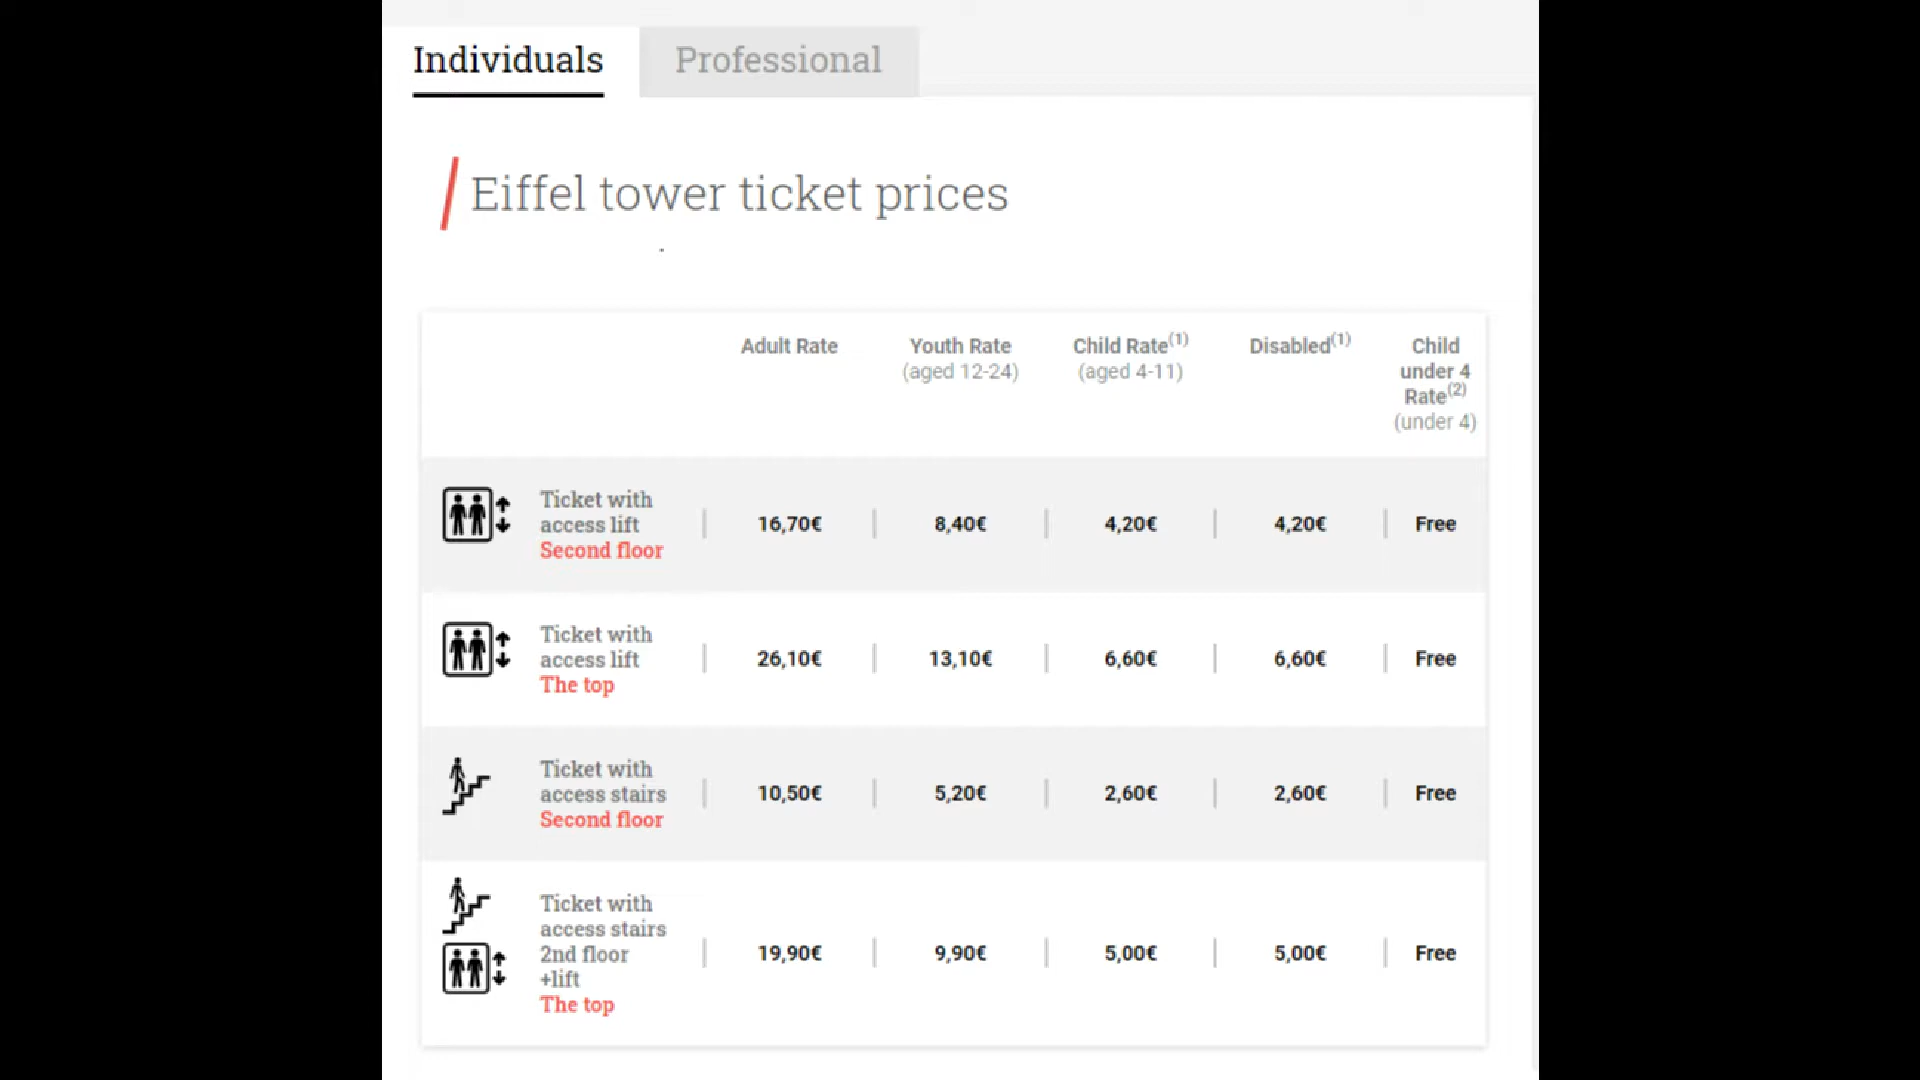 Individuals
Professional
Eiffel tower ticket prices
Adult Rate
Youth Rate
(aged 12-24)
Child Rate(1)
(aged 4-11)
Disabled(1)
Child
under 4
Rate(2)
(under 4)
Ticket with
access lift
Second floor
16,70€
8,40€
4,20€
4,20€
Free
Ticket with
access lift
The top
26,10€
13,10€
6,60€
6,60€
Free
Ticket with
access stairs
Second floor
10,50€
5,20€
2,60€
2,60€
Free
Ticket with
access stairs
2nd floor
+lift
The top
19,90€
9,90€
5,00€
5,00€
Free